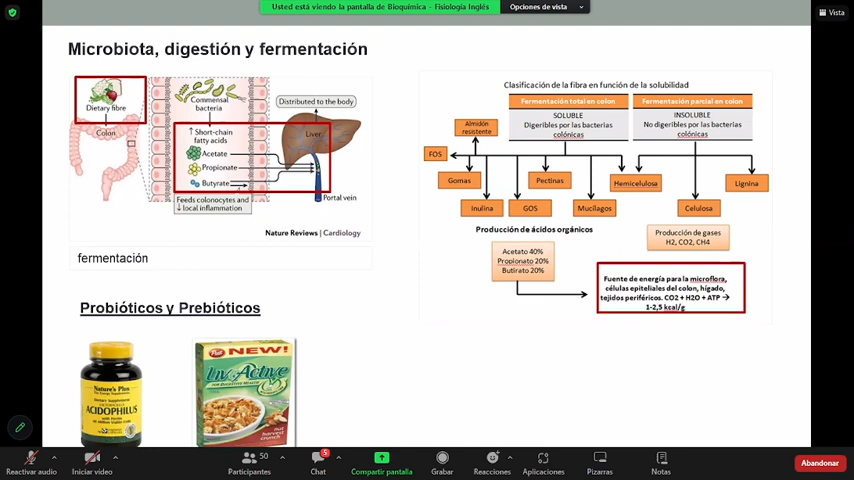 Usted está viendo la pantalla de Bioquímica - Fisiología Inglés
Opciones de vista
Vista
Microbiota, digestión y fermentación
Dietary fibre
Colon
Commensal
bacteria
Short-chain
fatty acids
Acetate
Propionate
Butyrate
Feeds colonocytes and
↓ local inflammation
Distributed to the body
Liver
Portal vein
Nature Reviews | Cardiology
fermentación
Clasificación de la fibra en función de la solubilidad
Fermentación total en colon
Fermentación parcial en colon
SOLUBLE
Digeribles por las bacterias
colónicas
INSOLUBLE
No digeribles por las bacterias
colónicas
Almidón
resistente
FOS
Gomas
Pectinas
Hemicelulosa
Lignina
Inulina
GOS
Mucílagos
Celulosa
Producción de ácidos orgánicos
Producción de gases
H2, CO2, CH4
Acetato 40%
Propionato 20%
Butirato 20%
Fuente de energía para la microflora,
células epiteliales del colon, hígado,
tejidos periféricos. CO2 + H2O + ATP →
1-2,5 kcal/g
Probióticos y Prebióticos
Nature's Plus
ACIDOPHILUS
Post
NEW!
LivActive
nut
harvest
crunch
Reactivar audio
Iniciar video
50
Participantes
5
Chat
Compartir pantalla
Grabar
Reacciones
Aplicaciones
Pizarras
Notas
Abandonar